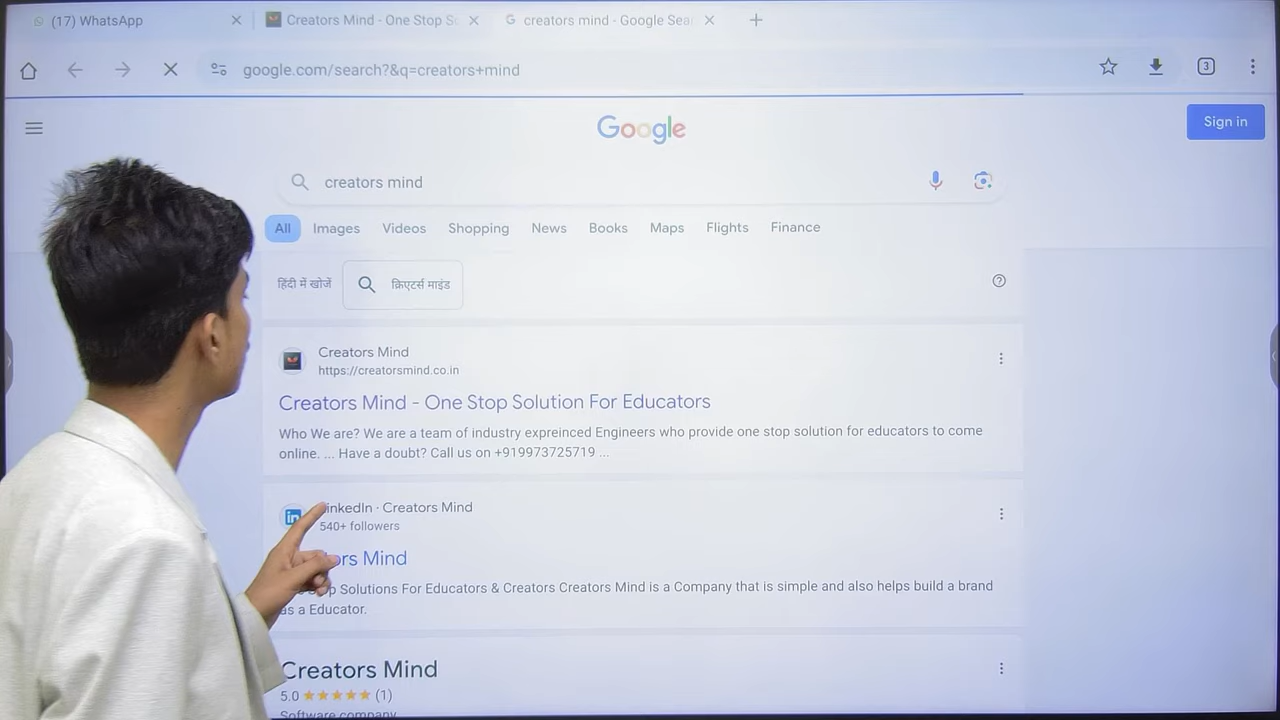 (17) WhatsApp
Creators Mind - One Stop S
creators mind - Google Sea
google.com/search?&q=creators+mind
3
Google
Sign in
creators mind
All Images Videos Shopping News Books Maps Flights Finance
हिंदी में खोजें क्रिएटर्स माइंड
Creators Mind
https://creatorsmind.co.in
Creators Mind - One Stop Solution For Educators
Who We are? We are a team of industry expreinced Engineers who provide one stop solution for educators to come
online. ... Have a doubt? Call us on +919973725719 ...
in
inkedIn · Creators Mind
540+ followers
ors Mind
p Solutions For Educators & Creators Creators Mind is a Company that is simple and also helps build a brand
as a Educator.
Creators Mind
5.0 ★★★★★ (1)
Software company